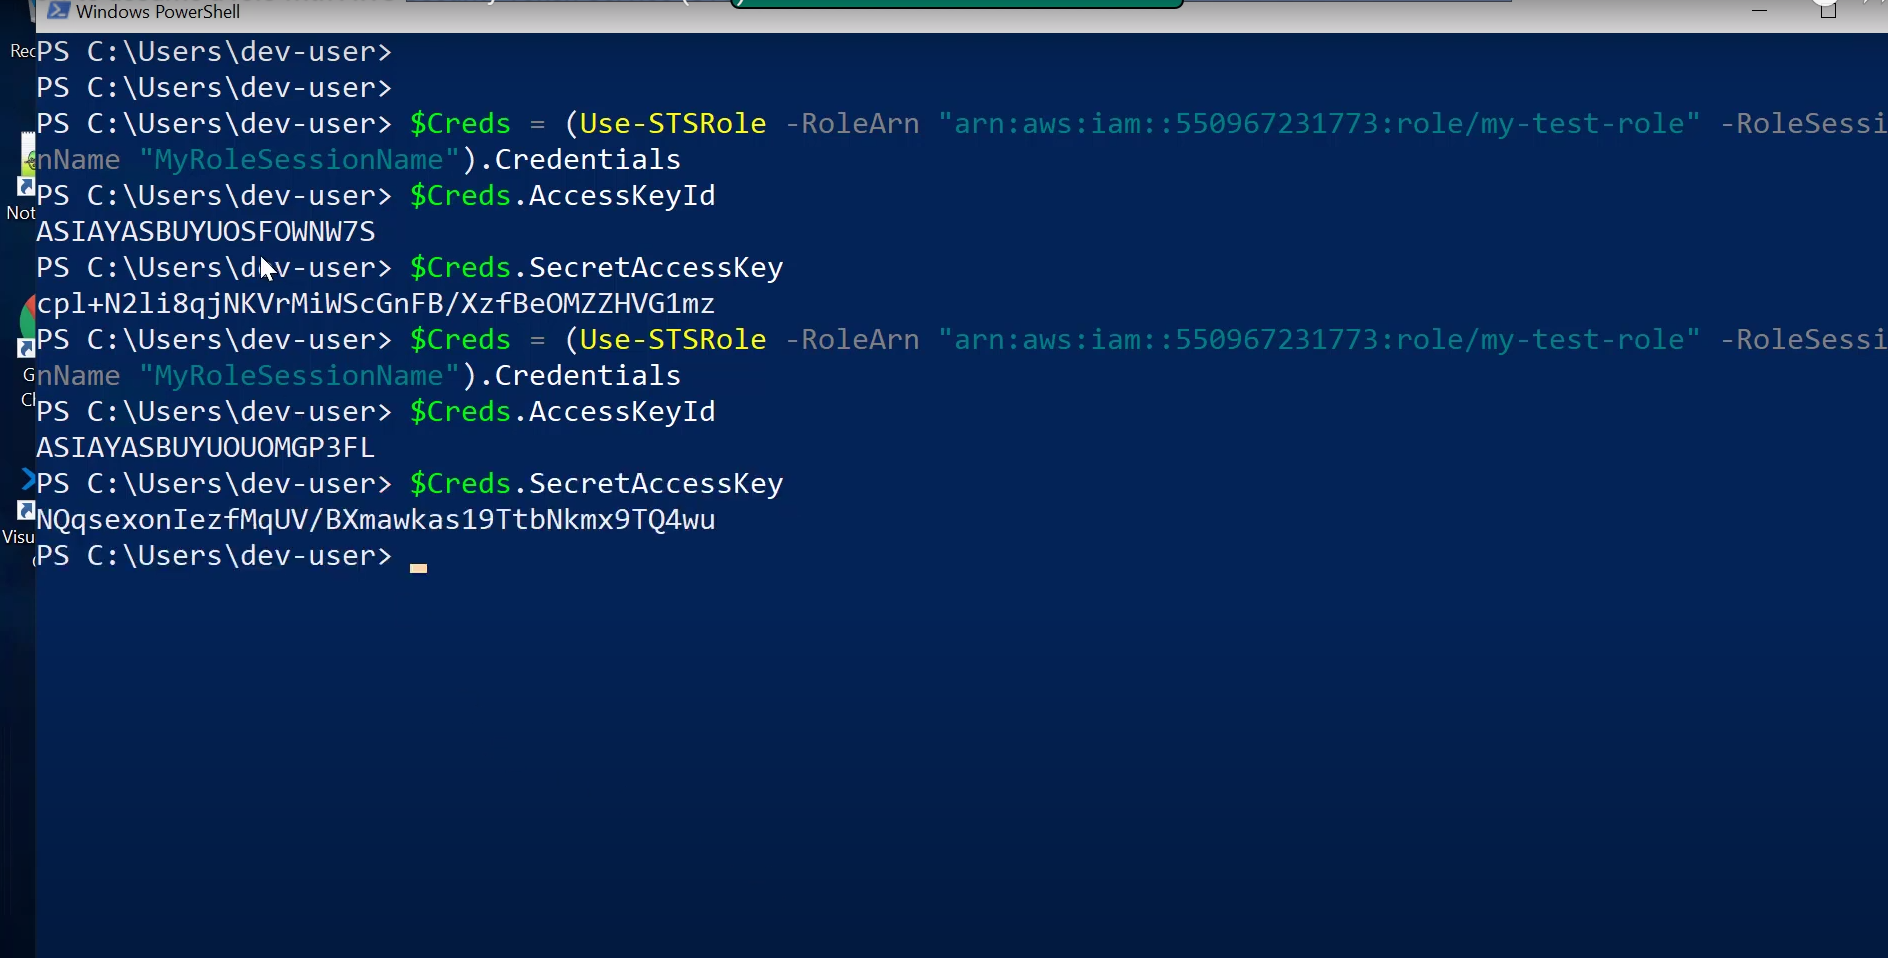 Windows PowerShell
PS C:\Users\dev-user>
PS C:\Users\dev-user>
PS C:\Users\dev-user> $Creds = (Use-STSRole -RoleArn "arn:aws:iam::550967231773:role/my-test-role" -RoleSessi
nName "MyRoleSessionName").Credentials
PS C:\Users\dev-user> $Creds.AccessKeyId
ASIAYASBUYUOSFOWNW7S
PS C:\Users\dev-user> $Creds.SecretAccessKey
cpl+N2li8qjNKVrMiWScGnFB/XzfBeOMZZHVG1mz
PS C:\Users\dev-user> $Creds = (Use-STSRole -RoleArn "arn:aws:iam::550967231773:role/my-test-role" -RoleSessi
nName "MyRoleSessionName").Credentials
PS C:\Users\dev-user> $Creds.AccessKeyId
ASIAYASBUYUOUOMGP3FL
PS C:\Users\dev-user> $Creds.SecretAccessKey
NQqsexonIezfMqUV/BXmawkas19TtbNkmx9TQ4wu
PS C:\Users\dev-user>
Rec
Not
G
Cl
Visu